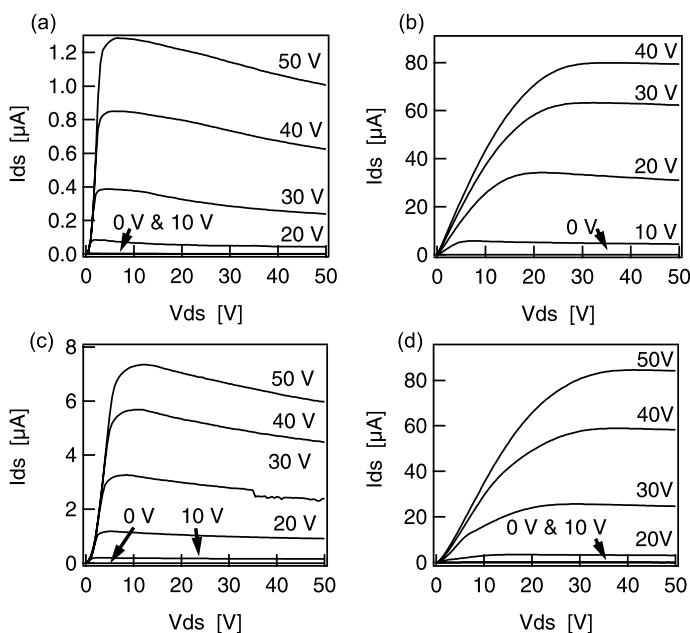 (a)
1.2
1.0
0.8
0.6
0.4
0.2
0.0
Ids [µA]
50 V
40 V
30 V
0 V & 10 V
20 V
0 10 20 30 40 50
Vds [V]
(b)
80
60
40
20
0
Ids [µA]
40 V
30 V
20 V
0 V
10 V
0 10 20 30 40 50
Vds [V]
(c)
8
6
4
2
0
Ids [µA]
50 V
40 V
30 V
0 V
10 V
20 V
0 10 20 30 40 50
Vds [V]
(d)
80
60
40
20
0
Ids [µA]
50V
40V
30V
0 V & 10 V
20V
0 10 20 30 40 50
Vds [V]